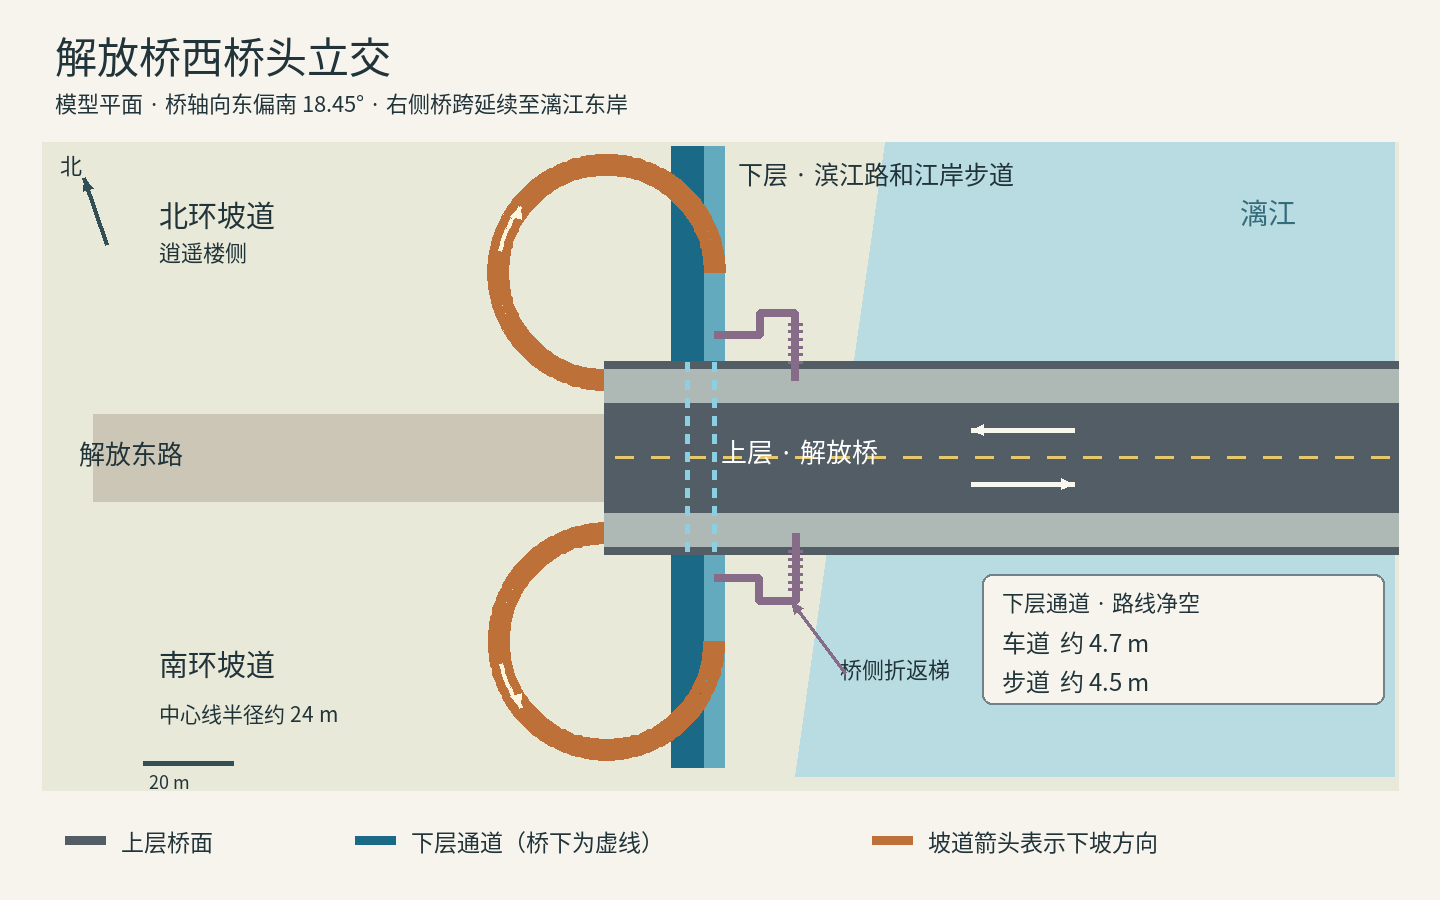 解放桥西桥头立交
模型平面 · 桥轴向东偏南 18.45° · 右侧桥跨延续至漓江东岸
北
下层 · 滨江路和江岸步道
漓江
北环坡道
逍遥楼侧
解放东路
上层 · 解放桥
下层通道 · 路线净空
车道 约 4.7 m
步道 约 4.5 m
桥侧折返梯
南环坡道
中心线半径约 24 m
20 m
上层桥面
下层通道（桥下为虚线）
坡道箭头表示下坡方向